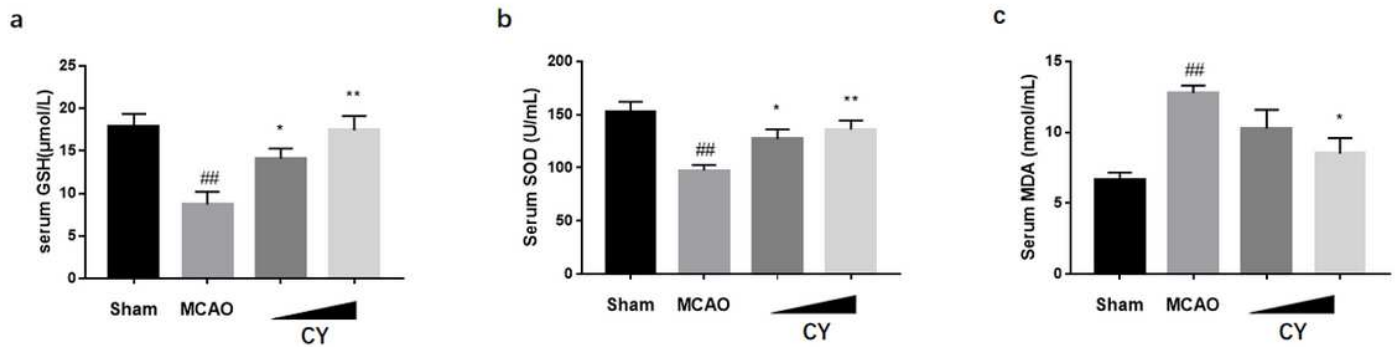 a
serum GSH(µmol/L)
25
20
15
10
5
0
##
*
**
Sham
MCAO
CY
b
Serum SOD (U/mL)
200
150
100
50
0
##
*
**
Sham
MCAO
CY
c
Serum MDA (nmol/mL)
15
10
5
0
##
*
Sham
MCAO
CY